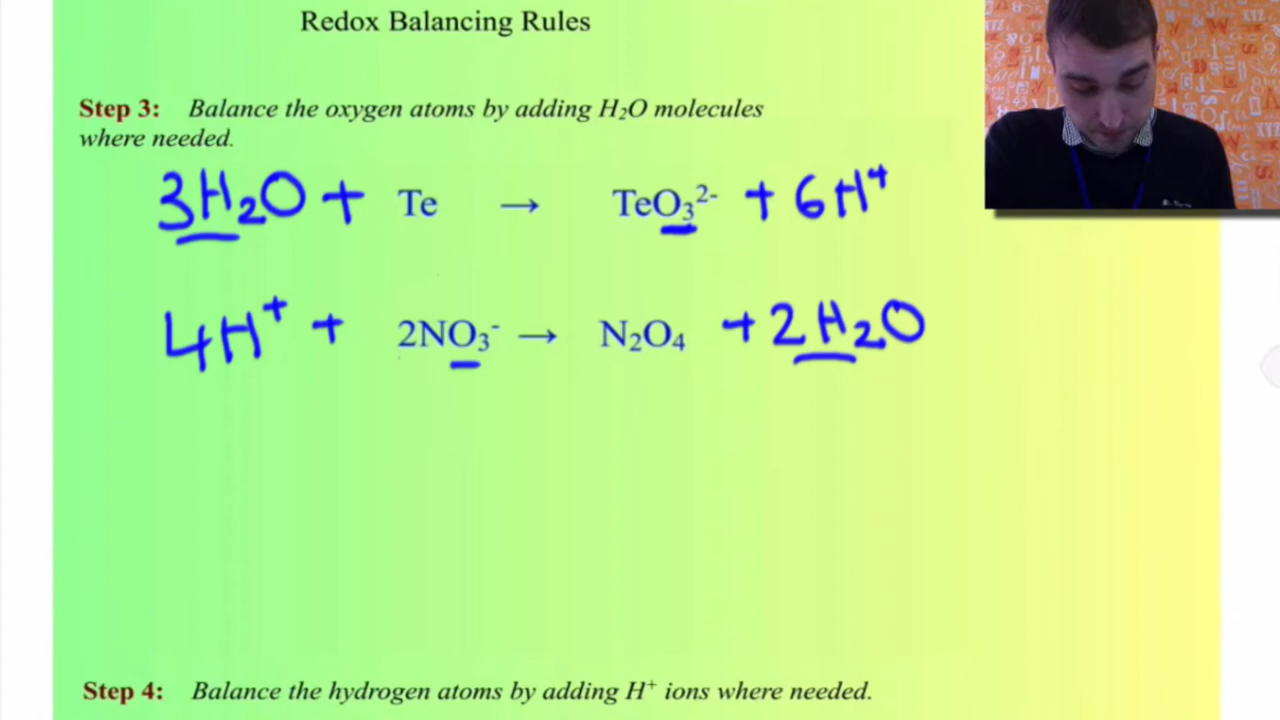 Redox Balancing Rules
Step 3: Balance the oxygen atoms by adding H₂O molecules
where needed.
3H₂O + Te → TeO₃²⁻ + 6H⁺
4H⁺ + 2NO₃⁻ → N₂O₄ + 2H₂O
Step 4: Balance the hydrogen atoms by adding H⁺ ions where needed.